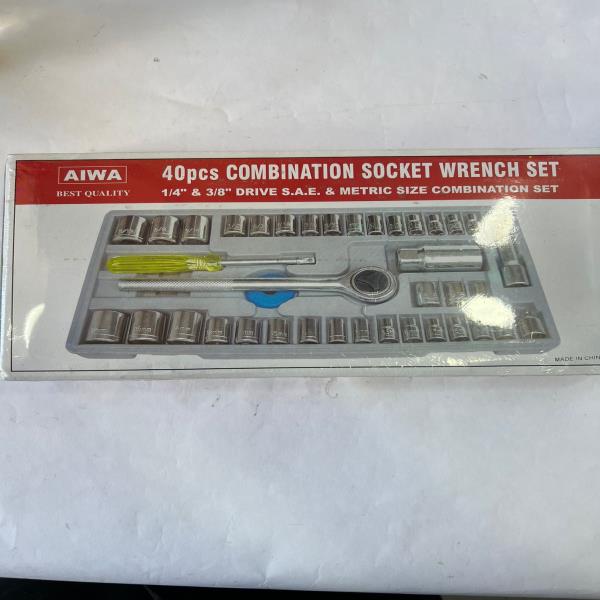 AIWA
BEST QUALITY
40pcs COMBINATION SOCKET WRENCH SET
1/4" & 3/8" DRIVE S.A.E. & METRIC SIZE COMBINATION SET
MADE IN CHIN